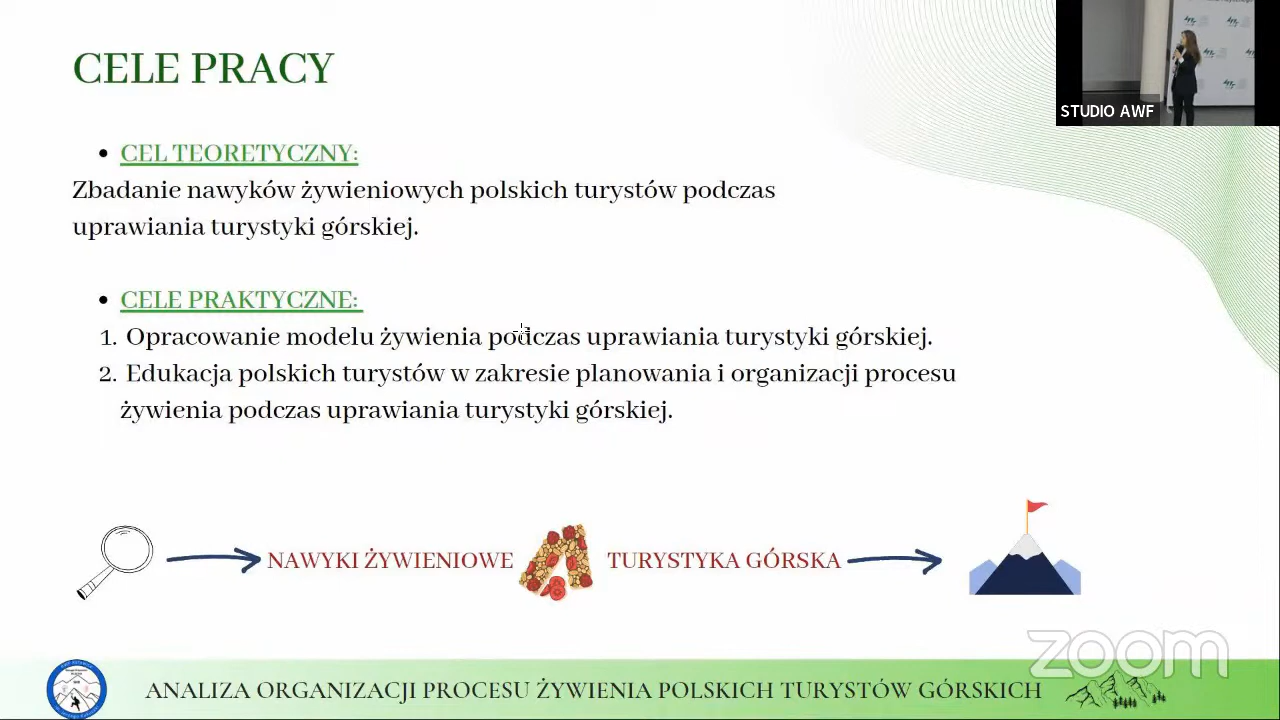 CELE PRACY
STUDIO AWF
CEL TEORETYCZNY:
Zbadanie nawyków żywieniowych polskich turystów podczas
uprawiania turystyki górskiej.
CELE PRAKTYCZNE:
1. Opracowanie modelu żywienia podczas uprawiania turystyki górskiej.
2. Edukacja polskich turystów w zakresie planowania i organizacji procesu
żywienia podczas uprawiania turystyki górskiej.
NAWYKI ŻYWIENIOWE TURYSTYKA GÓRSKA
zoom
ANALIZA ORGANIZACJI PROCESU ŻYWIENIA POLSKICH TURYSTÓW GÓRSKICH